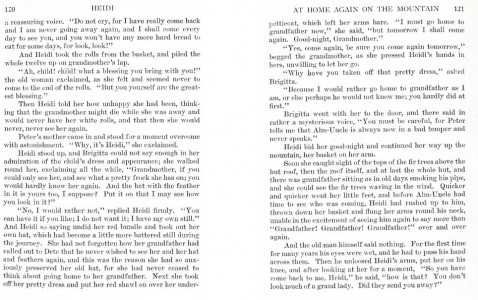 120 HEIDI
a reassuring voice. "Do not cry, for I have really come back
and I am never going away again, and I shall come every
day to see you, and you won't have any more hard bread to
eat for some days, for look, look!"
And Heidi took the rolls from the basket, and piled the
whole twelve up on grandmother's lap.
"Ah, child! child! what a blessing you bring with you!"
the old woman exclaimed, as she felt and seemed never to
come to the end of the rolls. "But you yourself are the great-
est blessing."
Then Heidi told her how unhappy she had been, think-
ing that the grandmother might die while she was away and
would never have her white rolls, and that then she would
never, never see her again.
Peter's mother came in and stood for a moment overcome
with astonishment. "Why, it's Heidi," she exclaimed.
Heidi stood up, and Brigitta could not say enough in her
admiration of the child's dress and appearance; she walked
round her, exclaiming all the while, "Grandmother, if you
could only see her, and see what a pretty frock she has on; you
would hardly know her again. And the hat with the feather
in it is yours too, I suppose? Put it on that I may see how
you look in it?"
"No, I would rather not," replied Heidi firmly. "You
can have it if you like; I do not want it; I have my own still."
And Heidi so saying undid her red bundle and took out her
own hat, which had become a little more battered still during
the journey. She had not forgotten how her grandfather had
called out to Dete that he never wished to see her and her hat
and feathers again, and this was the reason she had so anx-
iously preserved her old hat, for she had never ceased to
think about going home to her grandfather. Next she took
off her pretty dress and put her red shawl on over her under-
AT HOME AGAIN ON THE MOUNTAIN 121
petticoat, which left her arms bare. "I must go home to
grandfather now," she said, "but tomorrow I shall come
again. Good-night, Grandmother."
"Yes, come again, be sure you come again tomorrow,"
begged the grandmother, as she pressed Heidi's hands in
hers, unwilling to let her go.
"Why have you taken off that pretty dress," asked
Brigitta.
"Because I would rather go home to grandfather as I
am, or else perhaps he would not know me; you hardly did at
first."
Brigitta went with her to the door, and there said in
rather a mysterious voice, "You must be careful, for Peter
tells me that Alm-Uncle is always now in a bad temper and
never speaks."
Heidi bid her good-night and continued her way up the
mountain, her basket on her arm.
Soon she caught sight of the tops of the fir trees above the
hut roof, then the roof itself, and at last the whole hut, and
there was grandfather sitting as in old days smoking his pipe,
and she could see the fir trees waving in the wind. Quicker
and quicker went her little feet, and before Alm-Uncle had
time to see who was coming, Heidi had rushed up to him,
thrown down her basket and flung her arms round his neck,
unable in the excitement of seeing him again to say more than
"Grandfather! Grandfather! Grandfather!" over and over
again.
And the old man himself said nothing. For the first time
for many years his eyes were wet, and he had to pass his hand
across them. Then he unloosed Heidi's arms, put her on his
knee, and after looking at her for a moment, "So you have
come back to me, Heidi," he said, "how is that? You don't
look much of a grand lady. Did they send you away?"